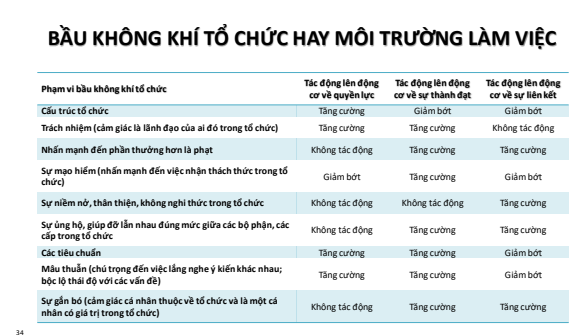 BẦU KHÔNG KHÍ TỔ CHỨC HAY MÔI TRƯỜNG LÀM VIỆC
Phạm vi bầu không khí tổ chức
Tác động lên động
cơ về quyền lực
Tác động lên động
cơ về sự thành đạt
Tác động lên động
cơ về sự liên kết
Cấu trúc tổ chức Tăng cường Giảm bớt Giảm bớt
Trách nhiệm (cảm giác là lãnh đạo của ai đó trong tổ chức) Tăng cường Tăng cường Không tác động
Nhấn mạnh đến phần thưởng hơn là phạt Không tác động Tăng cường Tăng cường
Sự mạo hiểm (nhấn mạnh đến việc nhận thách thức trong tổ
chức) Giảm bớt Tăng cường Giảm bớt
Sự niềm nở, thân thiện, không nghi thức trong tổ chức Không tác động Không tác động Tăng cường
Sự ủng hộ, giúp đỡ lẫn nhau đúng mức giữa các bộ phận, các
cấp trong tổ chức Không tác động Tăng cường Tăng cường
Các tiêu chuẩn Tăng cường Tăng cường Giảm bớt
Mâu thuẫn (chú trọng đến việc lắng nghe ý kiến khác nhau;
bộc lộ thái độ với các vấn đề) Tăng cường Tăng cường Giảm bớt
Sự gắn bó (cảm giác cá nhân thuộc về tổ chức và là một cá
nhân có giá trị trong tổ chức) Không tác động Tăng cường Tăng cường
34